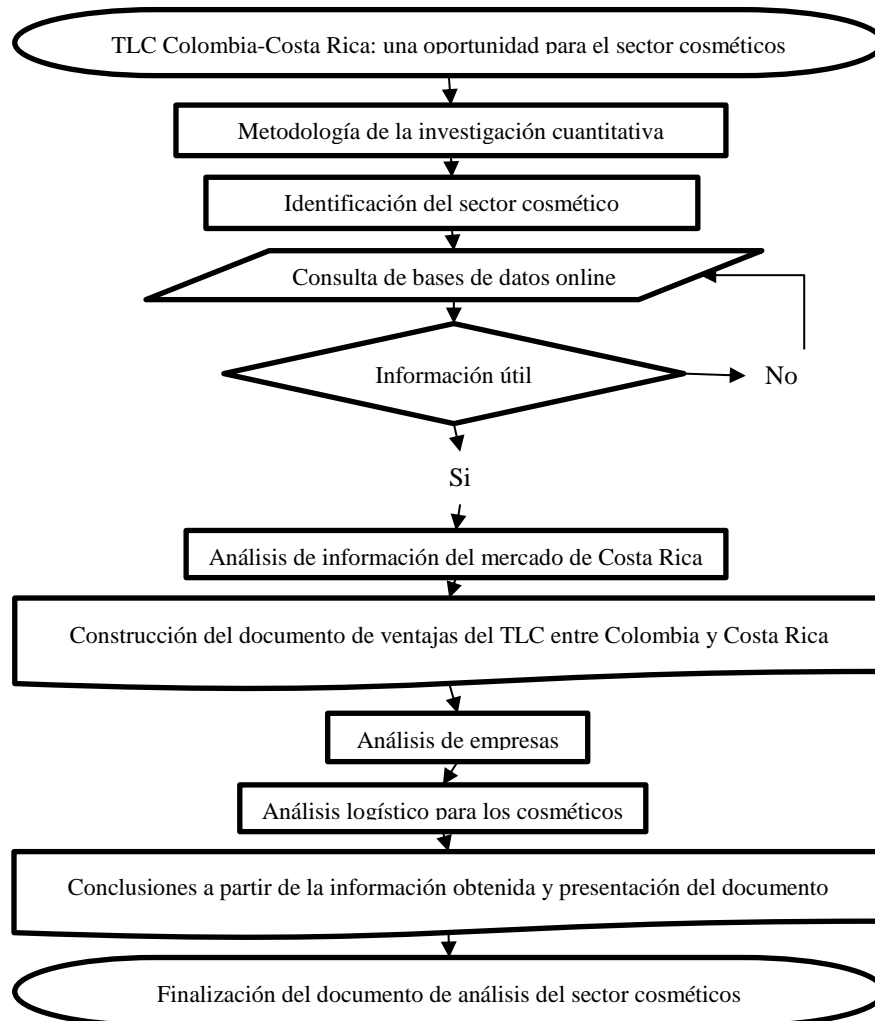 TLC Colombia-Costa Rica: una oportunidad para el sector cosméticos
Metodología de la investigación cuantitativa
Identificación del sector cosmético
Consulta de bases de datos online
Información útil
No
Si
Análisis de información del mercado de Costa Rica
Construcción del documento de ventajas del TLC entre Colombia y Costa Rica
Análisis de empresas
Análisis logístico para los cosméticos
Conclusiones a partir de la información obtenida y presentación del documento
Finalización del documento de análisis del sector cosméticos